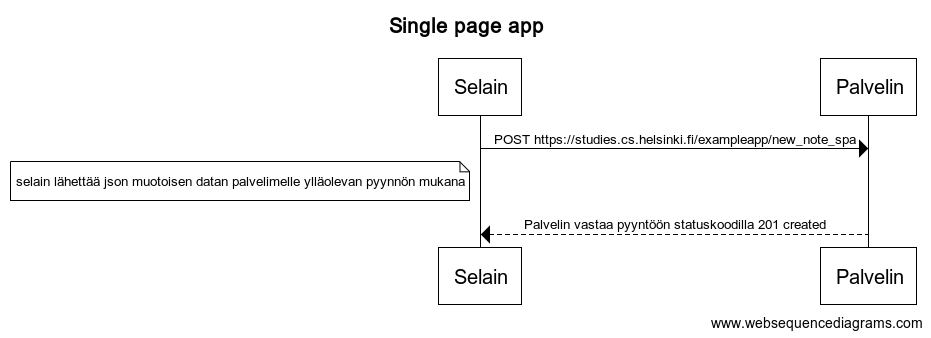 Single page app
Selain
Palvelin
POST https://studies.cs.helsinki.fi/exampleapp/new_note_spa
selain lähettää json muotoisen datan palvelimelle ylläolevan pyynnön mukana
Palvelin vastaa pyyntöön statuskoodilla 201 created
Selain
Palvelin
www.websequencediagrams.com